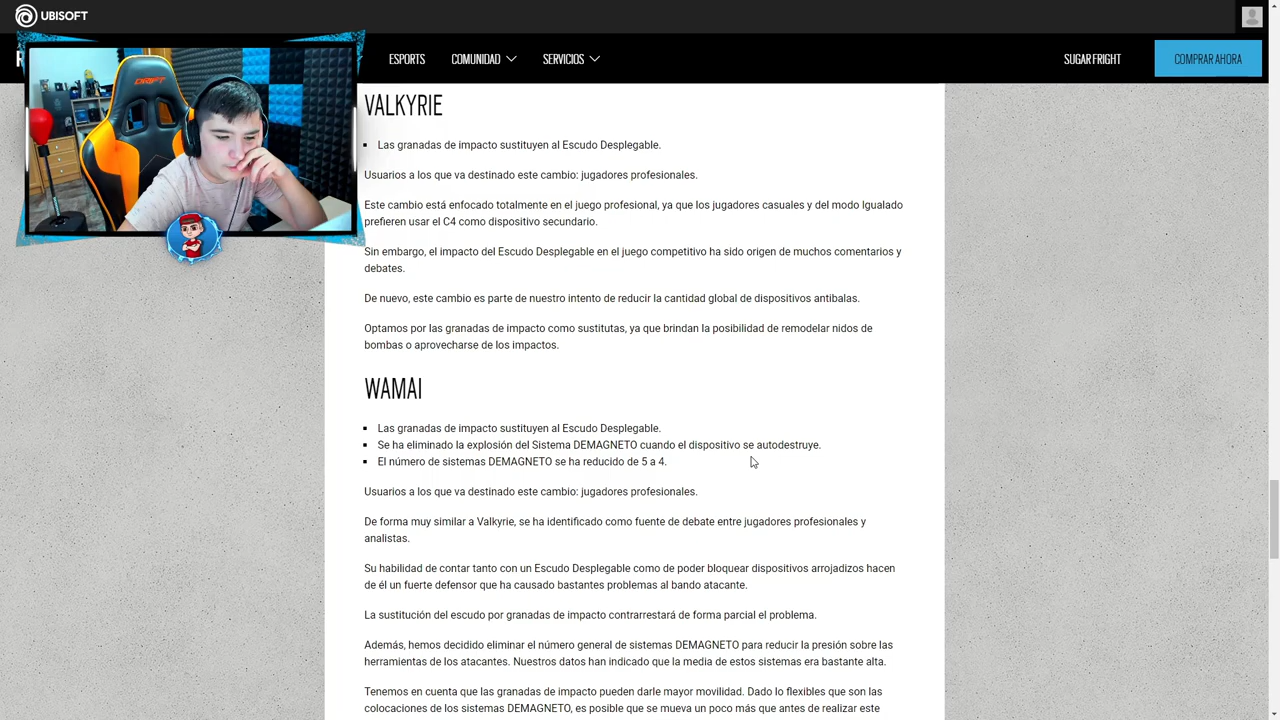 UBISOFT
R
ESPORTS COMUNIDAD SERVICIOS SUGAR FRIGHT COMPRAR AHORA
DRIFT
VALKYRIE
▪ Las granadas de impacto sustituyen al Escudo Desplegable.
Usuarios a los que va destinado este cambio: jugadores profesionales.
Este cambio está enfocado totalmente en el juego profesional, ya que los jugadores casuales y del modo Igualado
prefieren usar el C4 como dispositivo secundario.
Sin embargo, el impacto del Escudo Desplegable en el juego competitivo ha sido origen de muchos comentarios y
debates.
De nuevo, este cambio es parte de nuestro intento de reducir la cantidad global de dispositivos antibalas.
Optamos por las granadas de impacto como sustitutas, ya que brindan la posibilidad de remodelar nidos de
bombas o aprovecharse de los impactos.
WAMAI
▪ Las granadas de impacto sustituyen al Escudo Desplegable.
▪ Se ha eliminado la explosión del Sistema DEMAGNETO cuando el dispositivo se autodestruye.
▪ El número de sistemas DEMAGNETO se ha reducido de 5 a 4.
Usuarios a los que va destinado este cambio: jugadores profesionales.
De forma muy similar a Valkyrie, se ha identificado como fuente de debate entre jugadores profesionales y
analistas.
Su habilidad de contar tanto con un Escudo Desplegable como de poder bloquear dispositivos arrojadizos hacen
de él un fuerte defensor que ha causado bastantes problemas al bando atacante.
La sustitución del escudo por granadas de impacto contrarrestará de forma parcial el problema.
Además, hemos decidido eliminar el número general de sistemas DEMAGNETO para reducir la presión sobre las
herramientas de los atacantes. Nuestros datos han indicado que la media de estos sistemas era bastante alta.
Tenemos en cuenta que las granadas de impacto pueden darle mayor movilidad. Dado lo flexibles que son las
colocaciones de los sistemas DEMAGNETO, es posible que se mueva un poco más que antes de realizar este